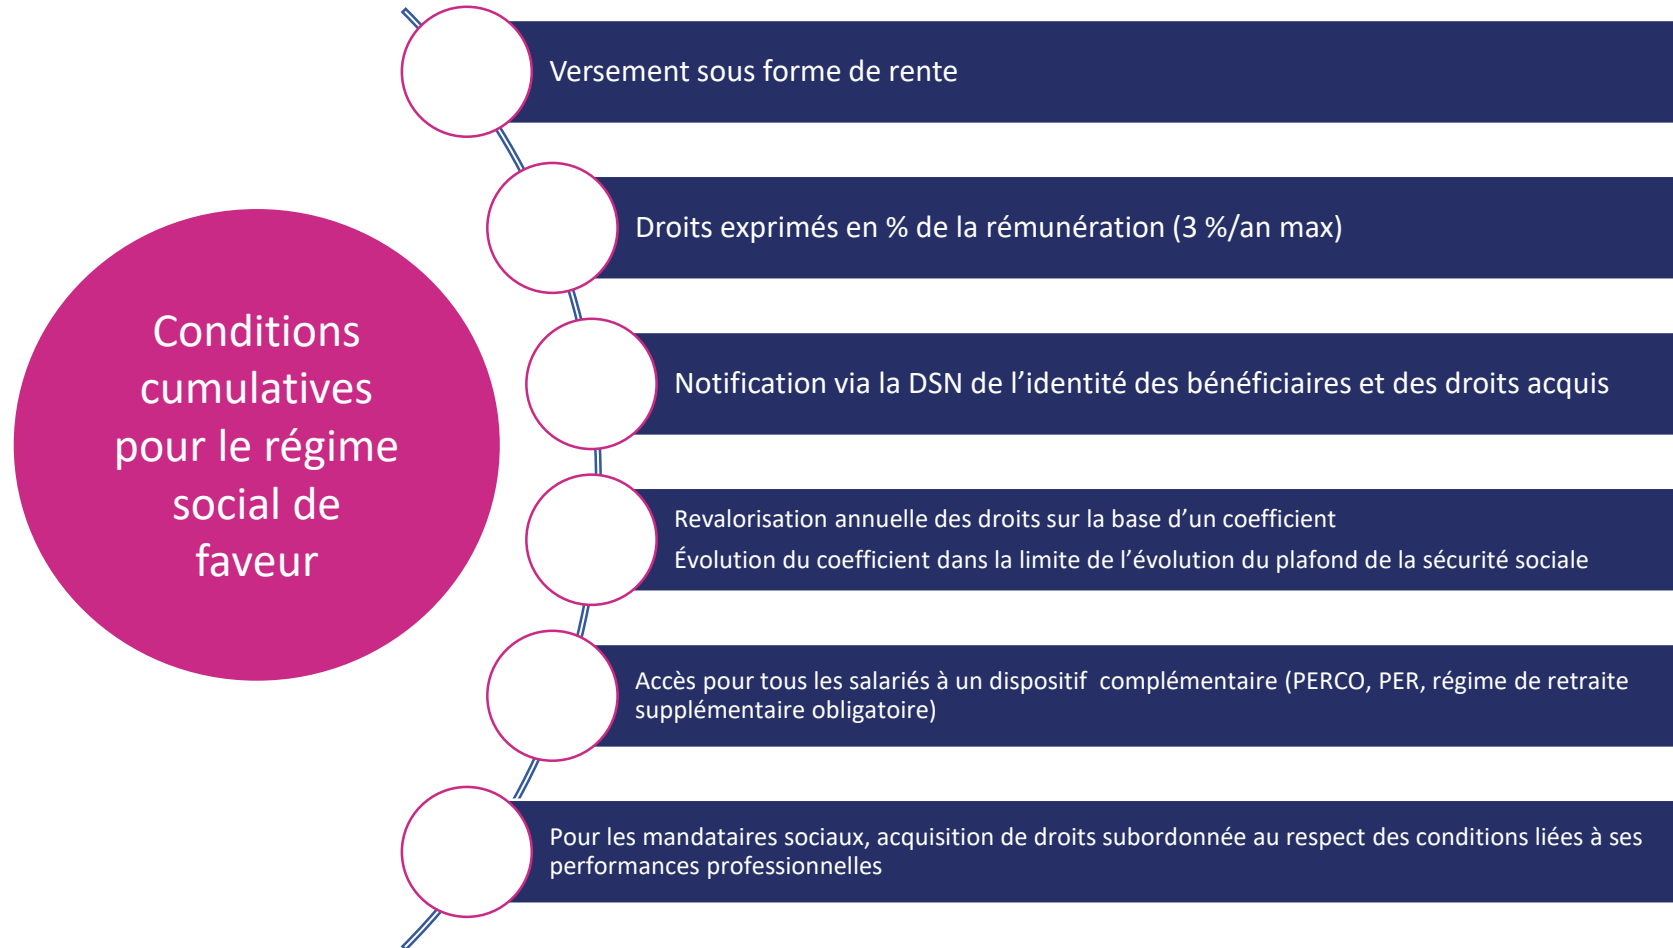 Conditions
cumulatives
pour le régime
social de
faveur
Versement sous forme de rente
Droits exprimés en % de la rémunération (3 %/an max)
Notification via la DSN de l’identité des bénéficiaires et des droits acquis
Revalorisation annuelle des droits sur la base d’un coefficient
Évolution du coefficient dans la limite de l’évolution du plafond de la sécurité sociale
Accès pour tous les salariés à un dispositif  complémentaire (PERCO, PER, régime de retraite
supplémentaire obligatoire)
Pour les mandataires sociaux, acquisition de droits subordonnée au respect des conditions liées à ses
performances professionnelles